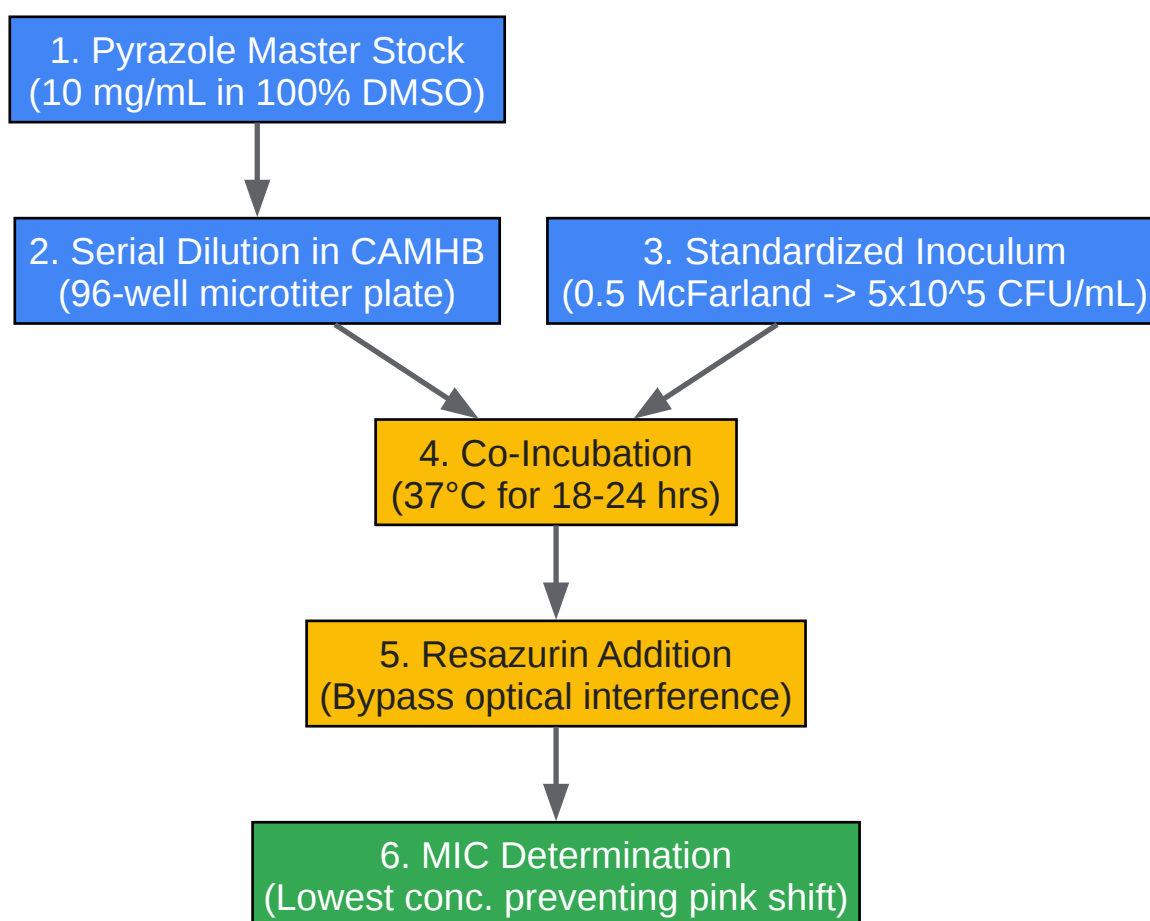 1. Pyrazole Master Stock
(10 mg/mL in 100% DMSO)
2. Serial Dilution in CAMHB
(96-well microtiter plate)
3. Standardized Inoculum
(0.5 McFarland -> 5x10^5 CFU/mL)
4. Co-Incubation
(37°C for 18-24 hrs)
5. Resazurin Addition
(Bypass optical interference)
6. MIC Determination
(Lowest conc. preventing pink shift)